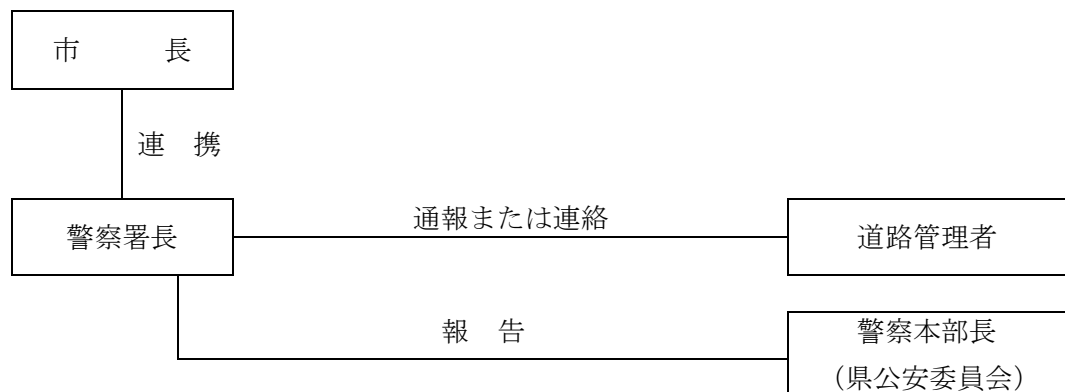 市　　長
連　携
警察署長
通報または連絡
道路管理者
報　告
警察本部長
（県公安委員会）